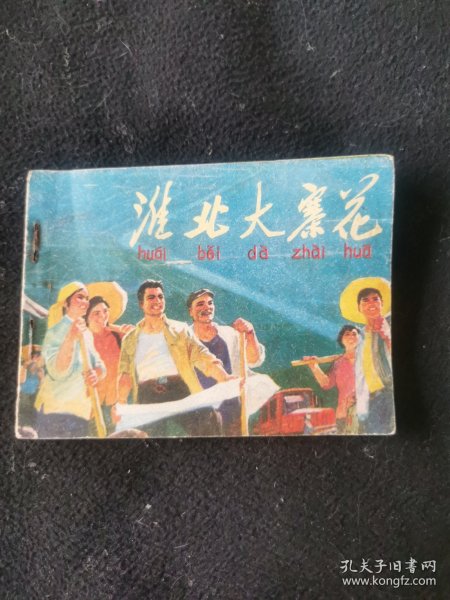 淮北大寨花
huái běi dà zhài huā
孔夫子旧书网
www.kongfz.com